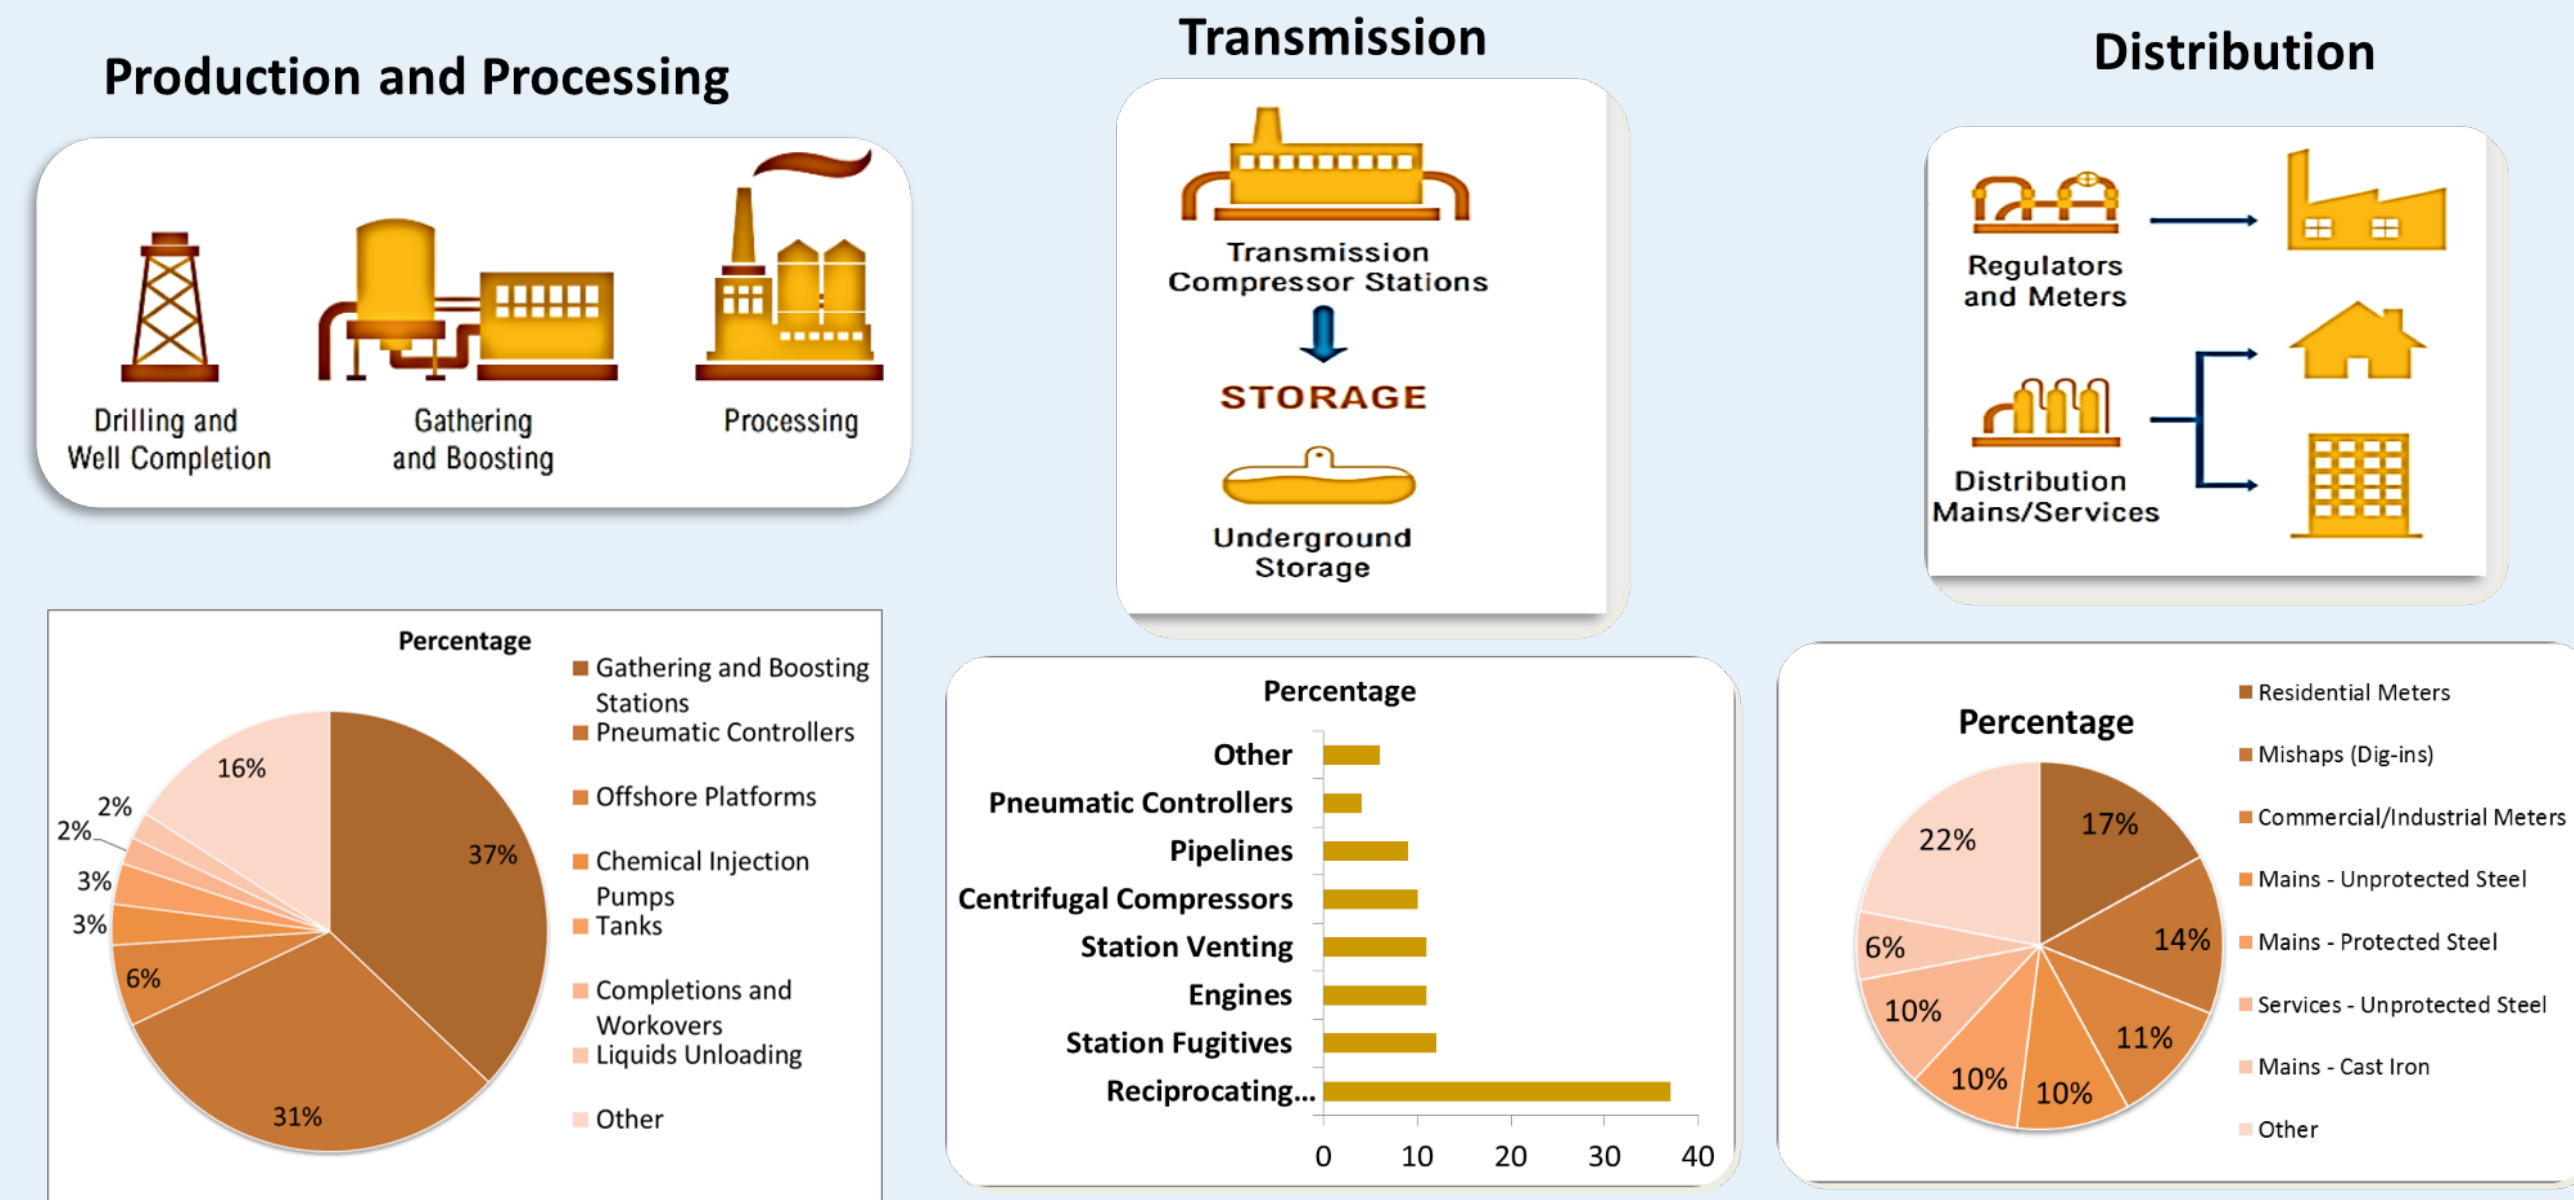 Production and Processing
Drilling and
Well Completion
Gathering
and Boosting
Processing
Percentage
37%
31%
6%
3%
3%
2%
2%
16%
Gathering and Boosting
Stations
Pneumatic Controllers
Offshore Platforms
Chemical Injection
Pumps
Tanks
Completions and
Workovers
Liquids Unloading
Other
Transmission
Transmission
Compressor Stations
STORAGE
Underground
Storage
Percentage
Other
Pneumatic Controllers
Pipelines
Centrifugal Compressors
Station Venting
Engines
Station Fugitives
Reciprocating...
0 10 20 30 40
Distribution
Regulators
and Meters
Distribution
Mains/Services
Percentage
17%
14%
11%
10%
10%
10%
6%
22%
Residential Meters
Mishaps (Dig-ins)
Commercial/Industrial Meters
Mains - Unprotected Steel
Mains - Protected Steel
Services - Unprotected Steel
Mains - Cast Iron
Other